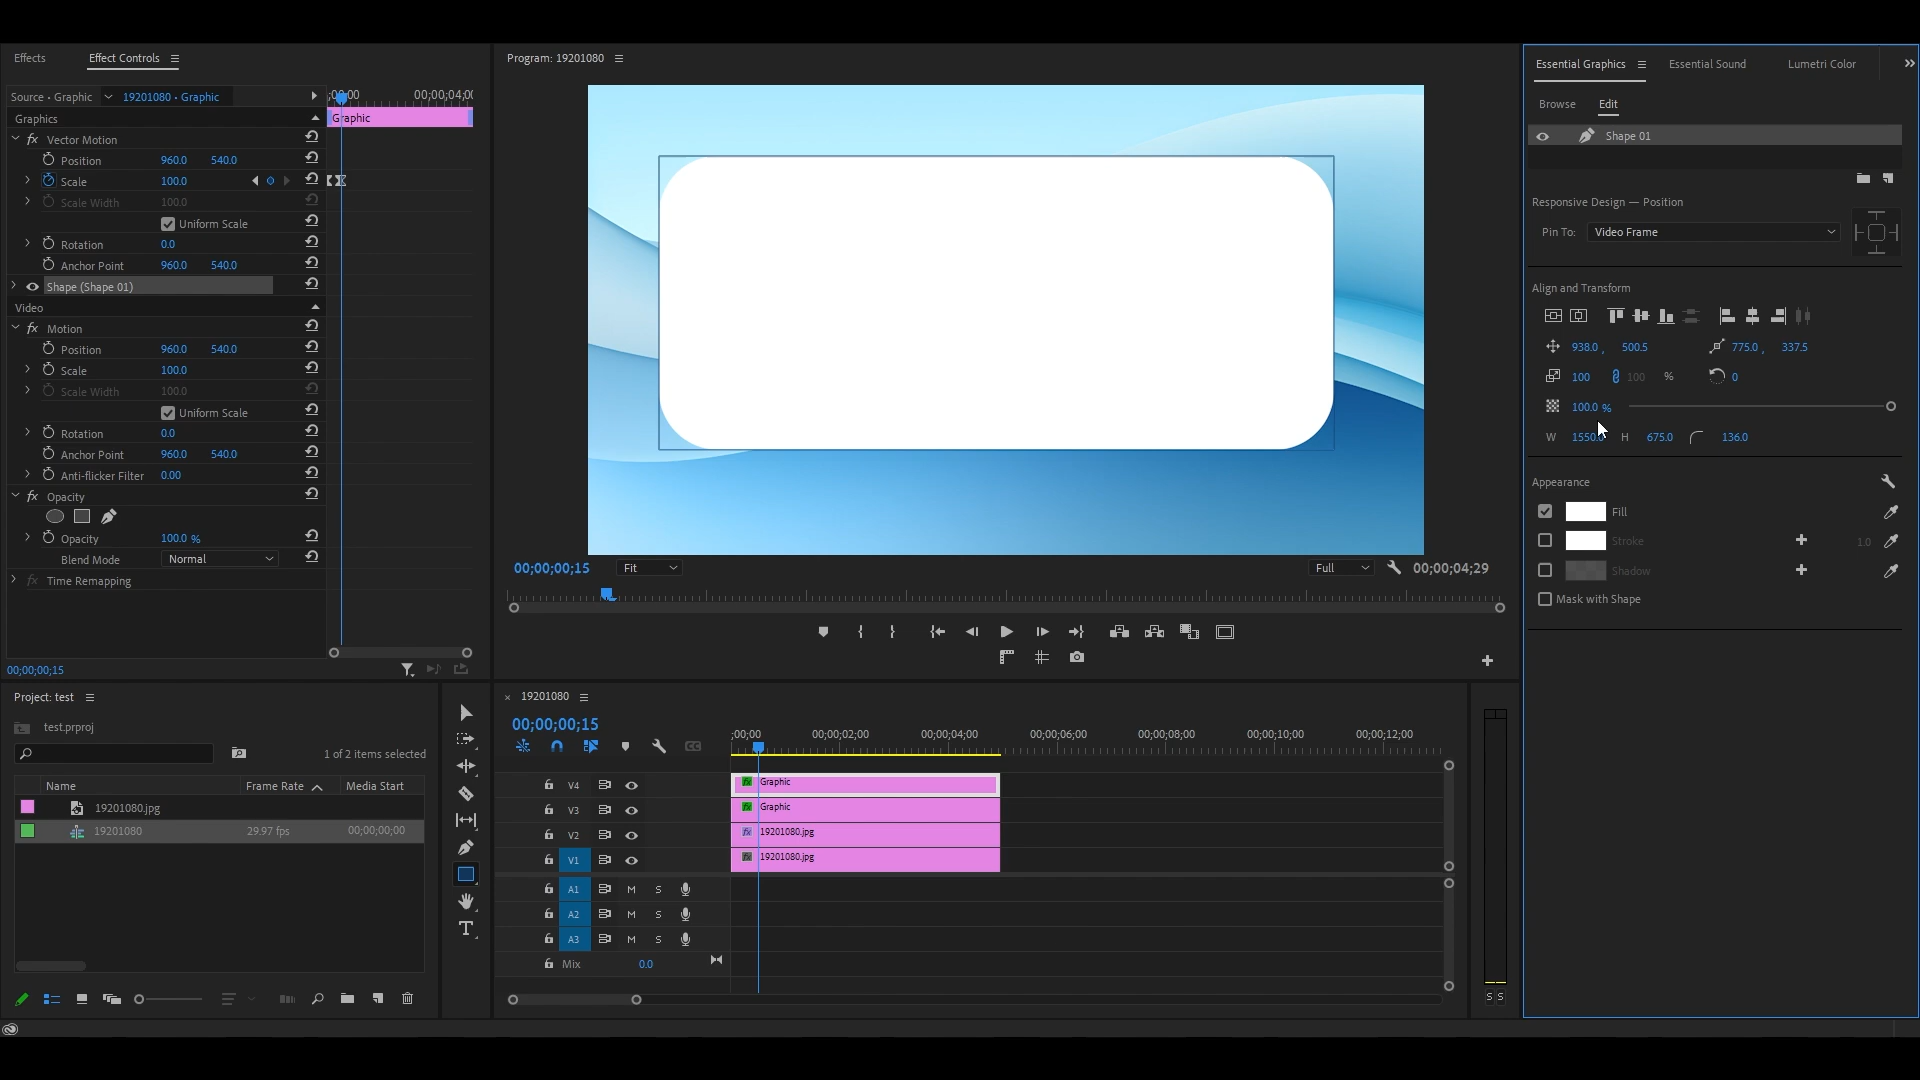 Effects
Effect Controls
Program: 19201080
Essential Graphics
Essential Sound
Lumetri Color
Source • Graphic
19201080 • Graphic
;00;00
00;00;04;00
Browse
Edit
Graphics
Graphic
Vector Motion
Shape 01
Position 960.0 540.0
Scale 100.0
Scale Width 100.0
Responsive Design — Position
Uniform Scale
Pin To: Video Frame
Rotation 0.0
Anchor Point 960.0 540.0
Shape (Shape 01)
Align and Transform
Video
Motion
Position 960.0 540.0
938.0 , 500.5
775.0 , 337.5
Scale 100.0
100 100 %
0
Scale Width 100.0
Uniform Scale
100.0 %
Rotation 0.0
W 1550.0 H 675.0 136.0
Anchor Point 960.0 540.0
Anti-flicker Filter 0.00
Appearance
Opacity
Fill
Opacity 100.0 %
Stroke 1.0
Blend Mode Normal
Shadow
Time Remapping
00;00;00;15
Fit
Full
00;00;04;29
Mask with Shape
00;00;00;15
Project: test
19201080
test.prproj
00;00;00;15
1 of 2 items selected
;00;00
00;00;02;00
00;00;04;00
00;00;06;00
00;00;08;00
00;00;10;00
00;00;12;00
CC
Name
Frame Rate
Media Start
V4
Graphic
19201080.jpg
V3
Graphic
19201080
29.97 fps
00;00;00;00
V2
19201080.jpg
V1
19201080.jpg
A1 M S
A2 M S
A3 M S
T
Mix 0.0
S S